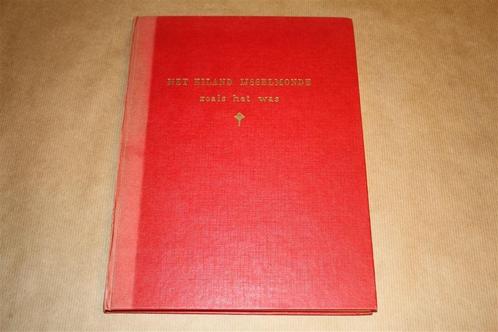 HET EILAND IJSSELMONDE
zoals het was